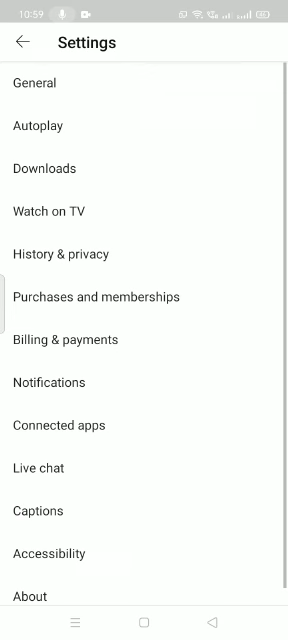 10:59
Settings
General
Autoplay
Downloads
Watch on TV
History & privacy
Purchases and memberships
Billing & payments
Notifications
Connected apps
Live chat
Captions
Accessibility
About